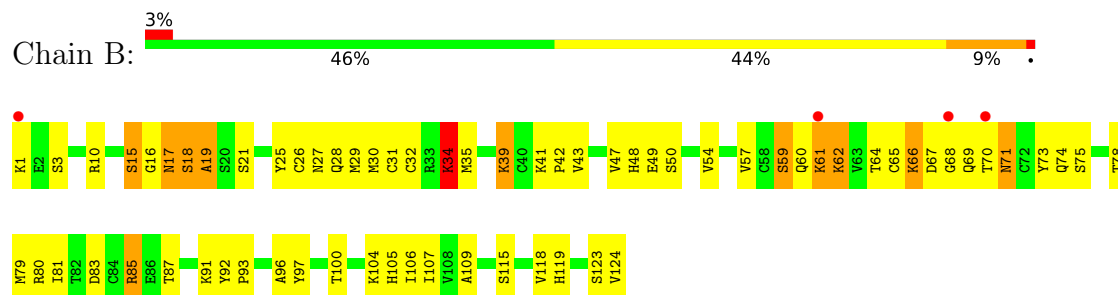 3%
Chain B:
46% 44% 9% •
K1 E2 S3 R10 S15 G16 N17 S18 A19 S20 S21 Y25 C26 N27 Q28 M29 M30 C31 C32 R33 K34 M35 K39 C40 K41 P42 V43 V47 H48 E49 S50 V54 V57 C58 S59 Q60 K61 K62 V63 T64 C65 K66 D67 G68 Q69 T70 N71 C72 Y73 Q74 S75 T78
M79 R80 I81 T82 D83 C84 R85 E86 T87 K91 Y92 P93 A96 Y97 T100 K104 H105 I106 I107 V108 A109 S115 V118 H119 S123 V124